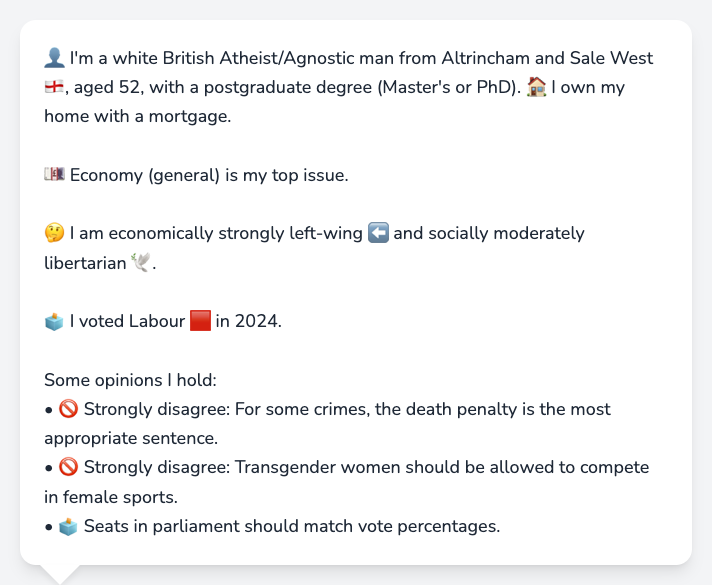 👤 I'm a white British Atheist/Agnostic man from Altrincham and Sale West
🏴󠁧󠁢󠁥󠁮󠁧󠁿, aged 52, with a postgraduate degree (Master's or PhD). 🏠 I own my
home with a mortgage.
💷 Economy (general) is my top issue.
🤔 I am economically strongly left-wing ⬅️ and socially moderately
libertarian 🕊️.
🗳️ I voted Labour 🟥 in 2024.
Some opinions I hold:
• 🚫 Strongly disagree: For some crimes, the death penalty is the most
appropriate sentence.
• 🚫 Strongly disagree: Transgender women should be allowed to compete
in female sports.
• 🗳️ Seats in parliament should match vote percentages.